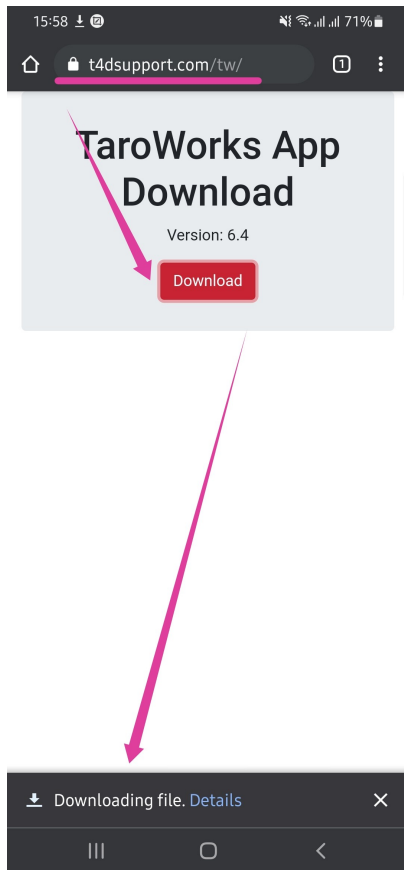 15:58 71%
t4dsupport.com/tw/ 1
TaroWorks App
Download
Version: 6.4
Download
Downloading file. Details